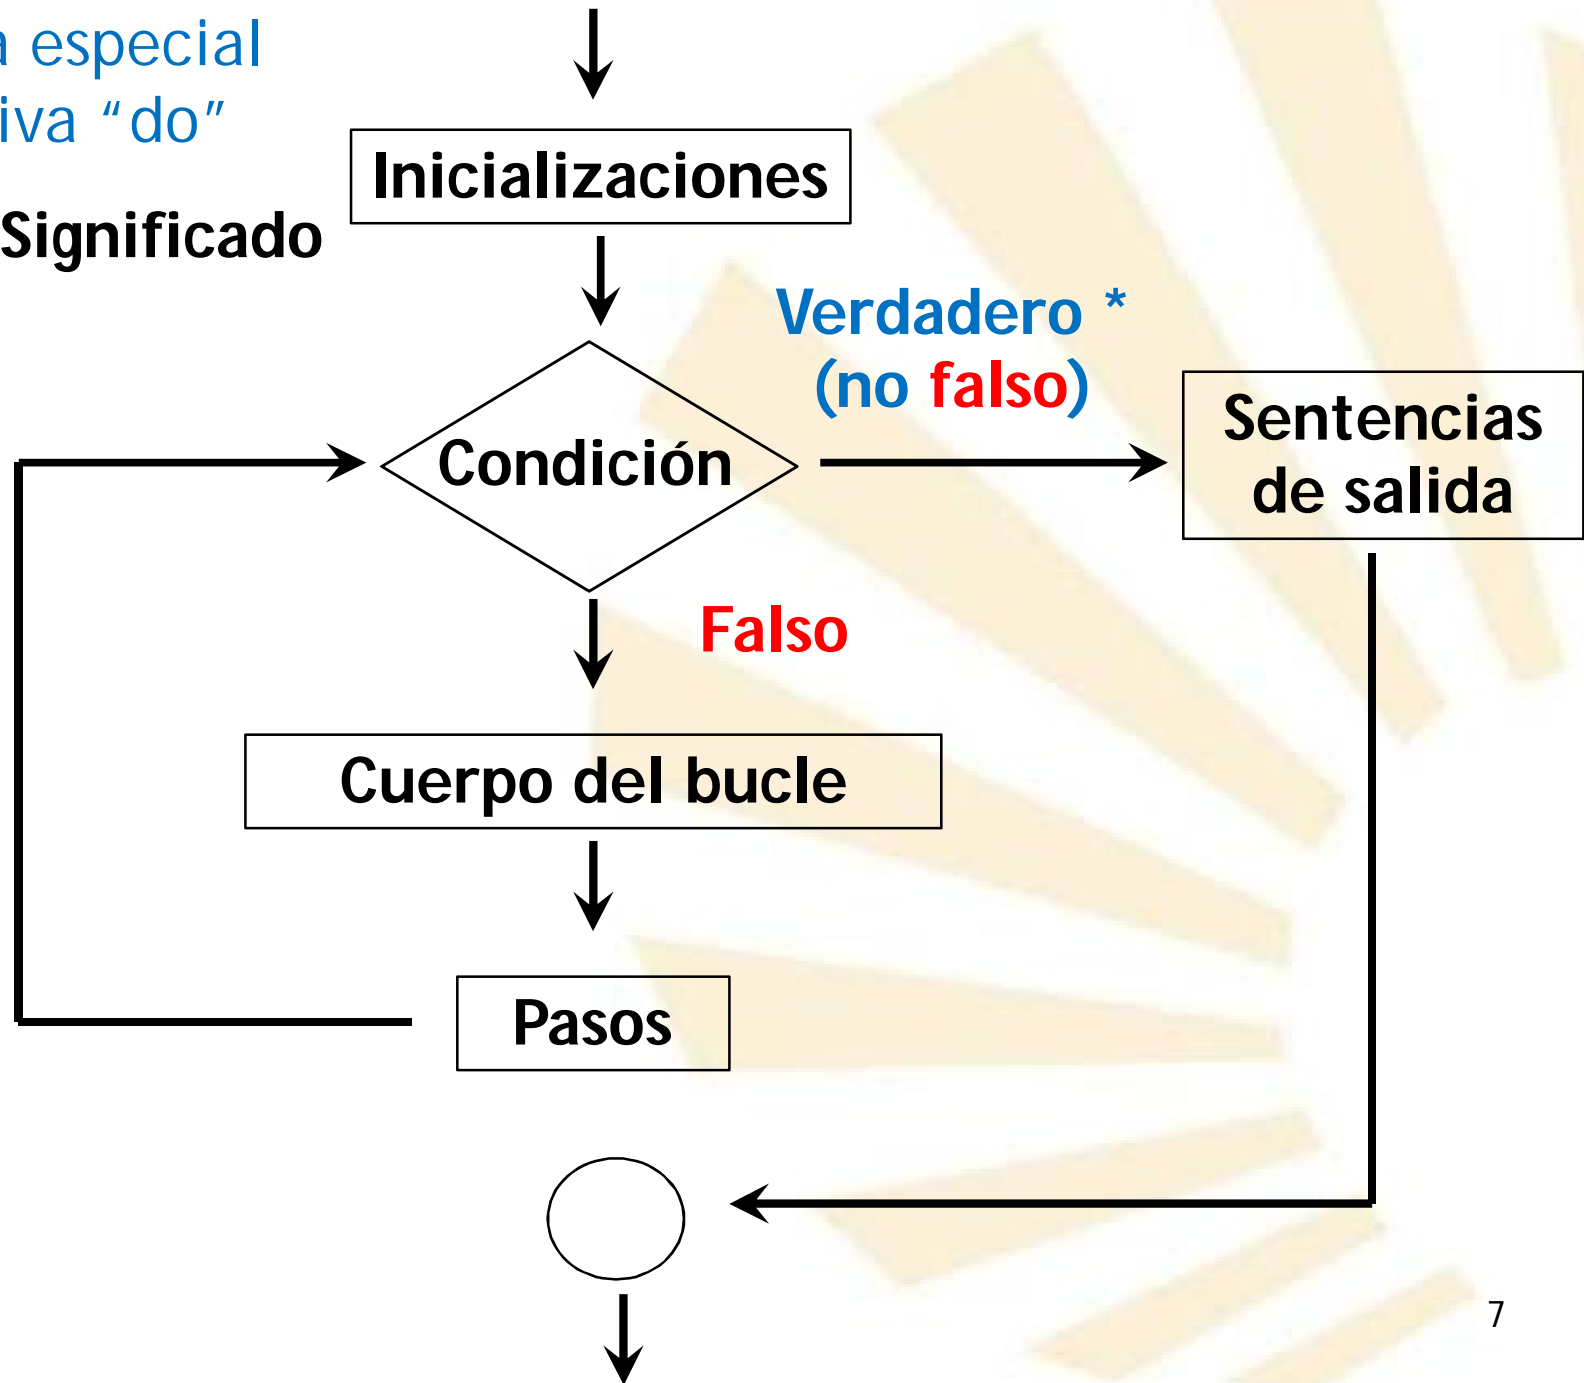 a especial
iva “do”
Significado
Inicializaciones
Verdadero *
(no falso)
Condición
Sentencias
de salida
Falso
Cuerpo del bucle
Pasos
7